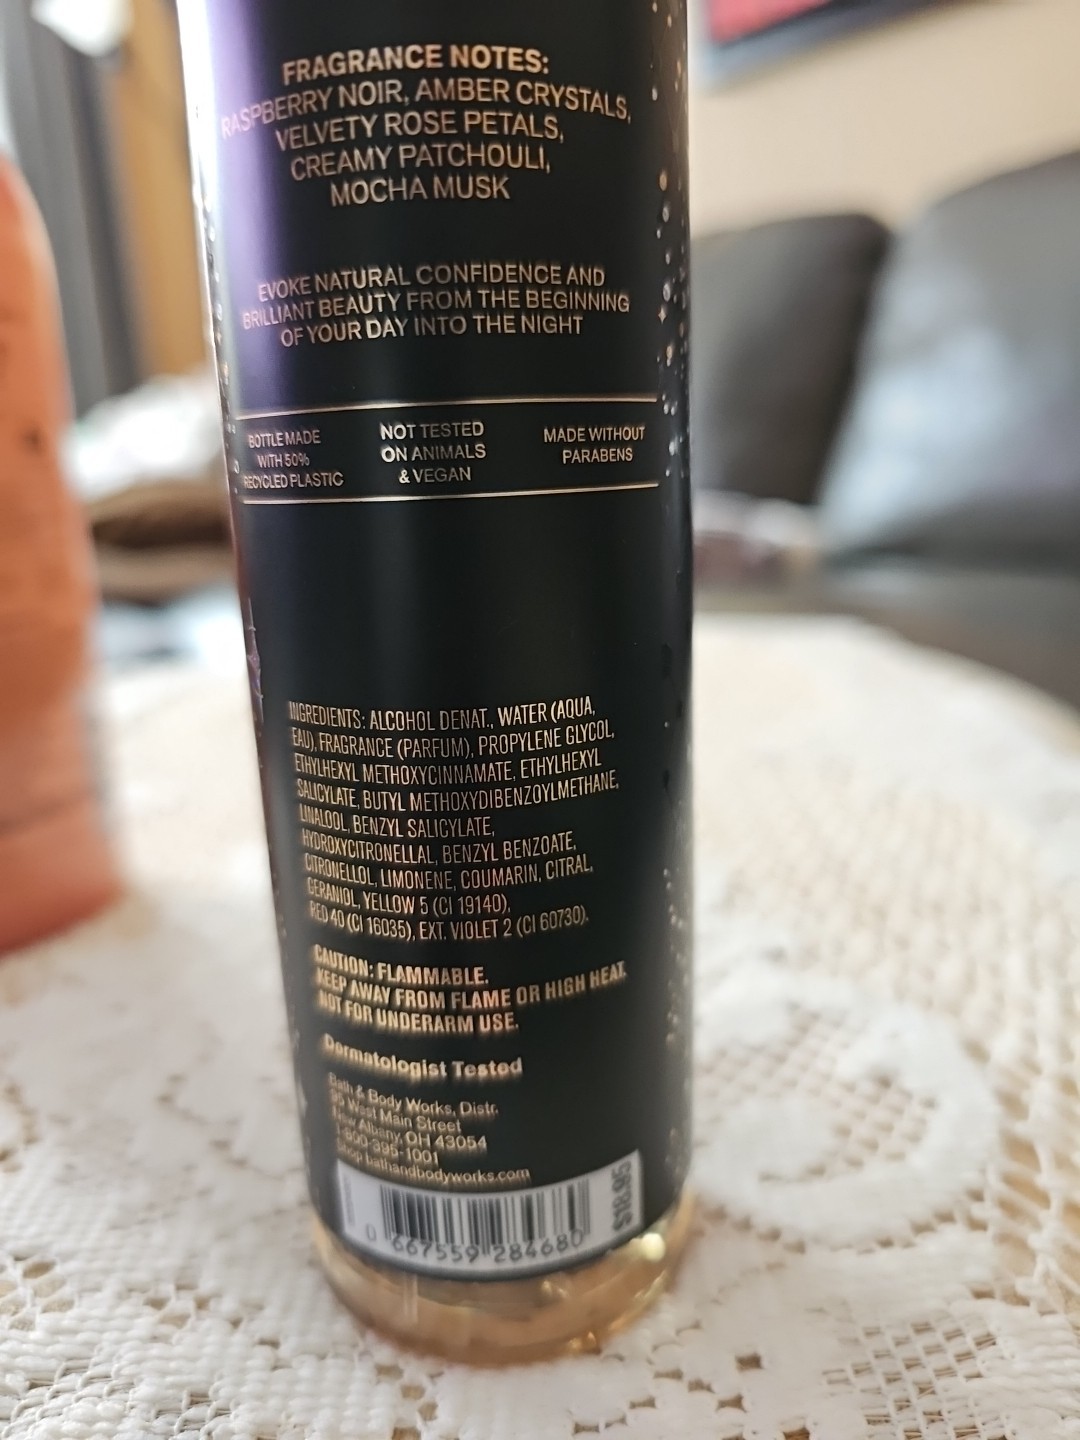 FRAGRANCE NOTES:
RASPBERRY NOIR, AMBER CRYSTALS,
VELVETY ROSE PETALS,
CREAMY PATCHOULI,
MOCHA MUSK
EVOKE NATURAL CONFIDENCE AND
BRILLIANT BEAUTY FROM THE BEGINNING
OF YOUR DAY INTO THE NIGHT
BOTTLE MADE
WITH 50%
RECYCLED PLASTIC
NOT TESTED
ON ANIMALS
& VEGAN
MADE WITHOUT
PARABENS
INGREDIENTS: ALCOHOL DENAT., WATER (AQUA,
EAU), FRAGRANCE (PARFUM), PROPYLENE GLYCOL,
ETHYLHEXYL METHOXYCINNAMATE, ETHYLHEXYL
SALICYLATE, BUTYL METHOXYDIBENZOYLMETHANE,
LINALOOL, BENZYL SALICYLATE,
HYDROXYCITRONELLAL, BENZYL BENZOATE,
CITRONELLOL, LIMONENE, COUMARIN, CITRAL,
GERANIOL, YELLOW 5 (CI 19140),
RED 40 (CI 16035), EXT. VIOLET 2 (CI 60730).
CAUTION: FLAMMABLE.
KEEP AWAY FROM FLAME OR HIGH HEAT.
NOT FOR UNDERARM USE.
Dermatologist Tested
Bath & Body Works, Distr.
95 West Main Street
New Albany, OH 43054
1-800-395-1001
Shop bathandbodyworks.com
0 667559 284680
$18.95